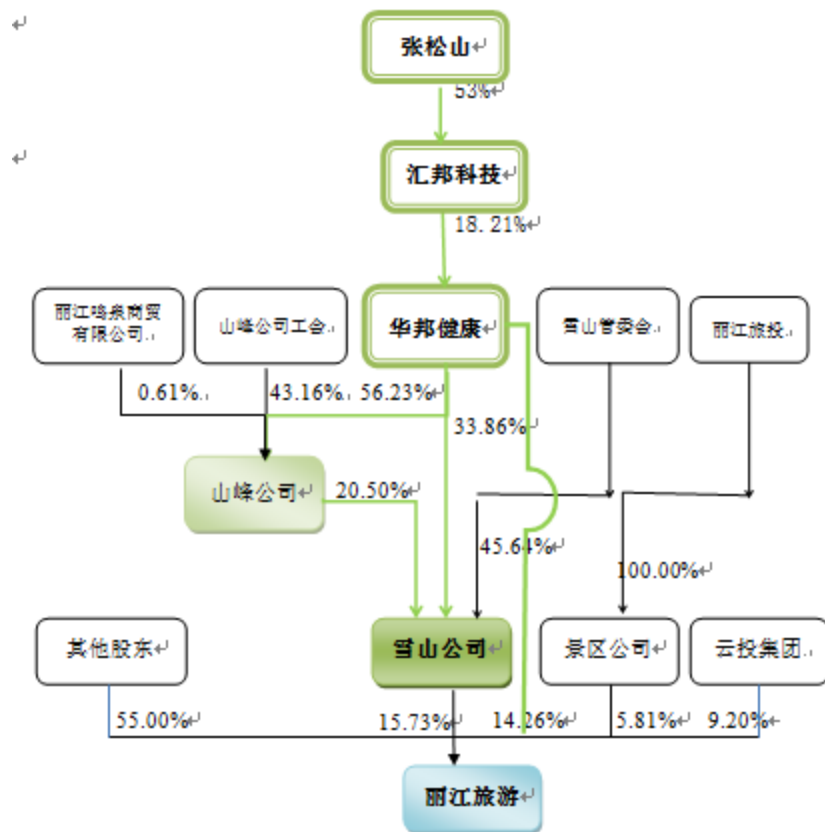 张松山
53%
汇邦科技
18.21%
丽江鸣泉商贸
有限公司
山峰公司工会
华邦健康
雪山管委会
丽江旅投
0.61%
43.16%
56.23%
33.86%
山峰公司
20.50%
45.64%
100.00%
其他股东
雪山公司
景区公司
云投集团
55.00%
15.73%
14.26%
5.81%
9.20%
丽江旅游